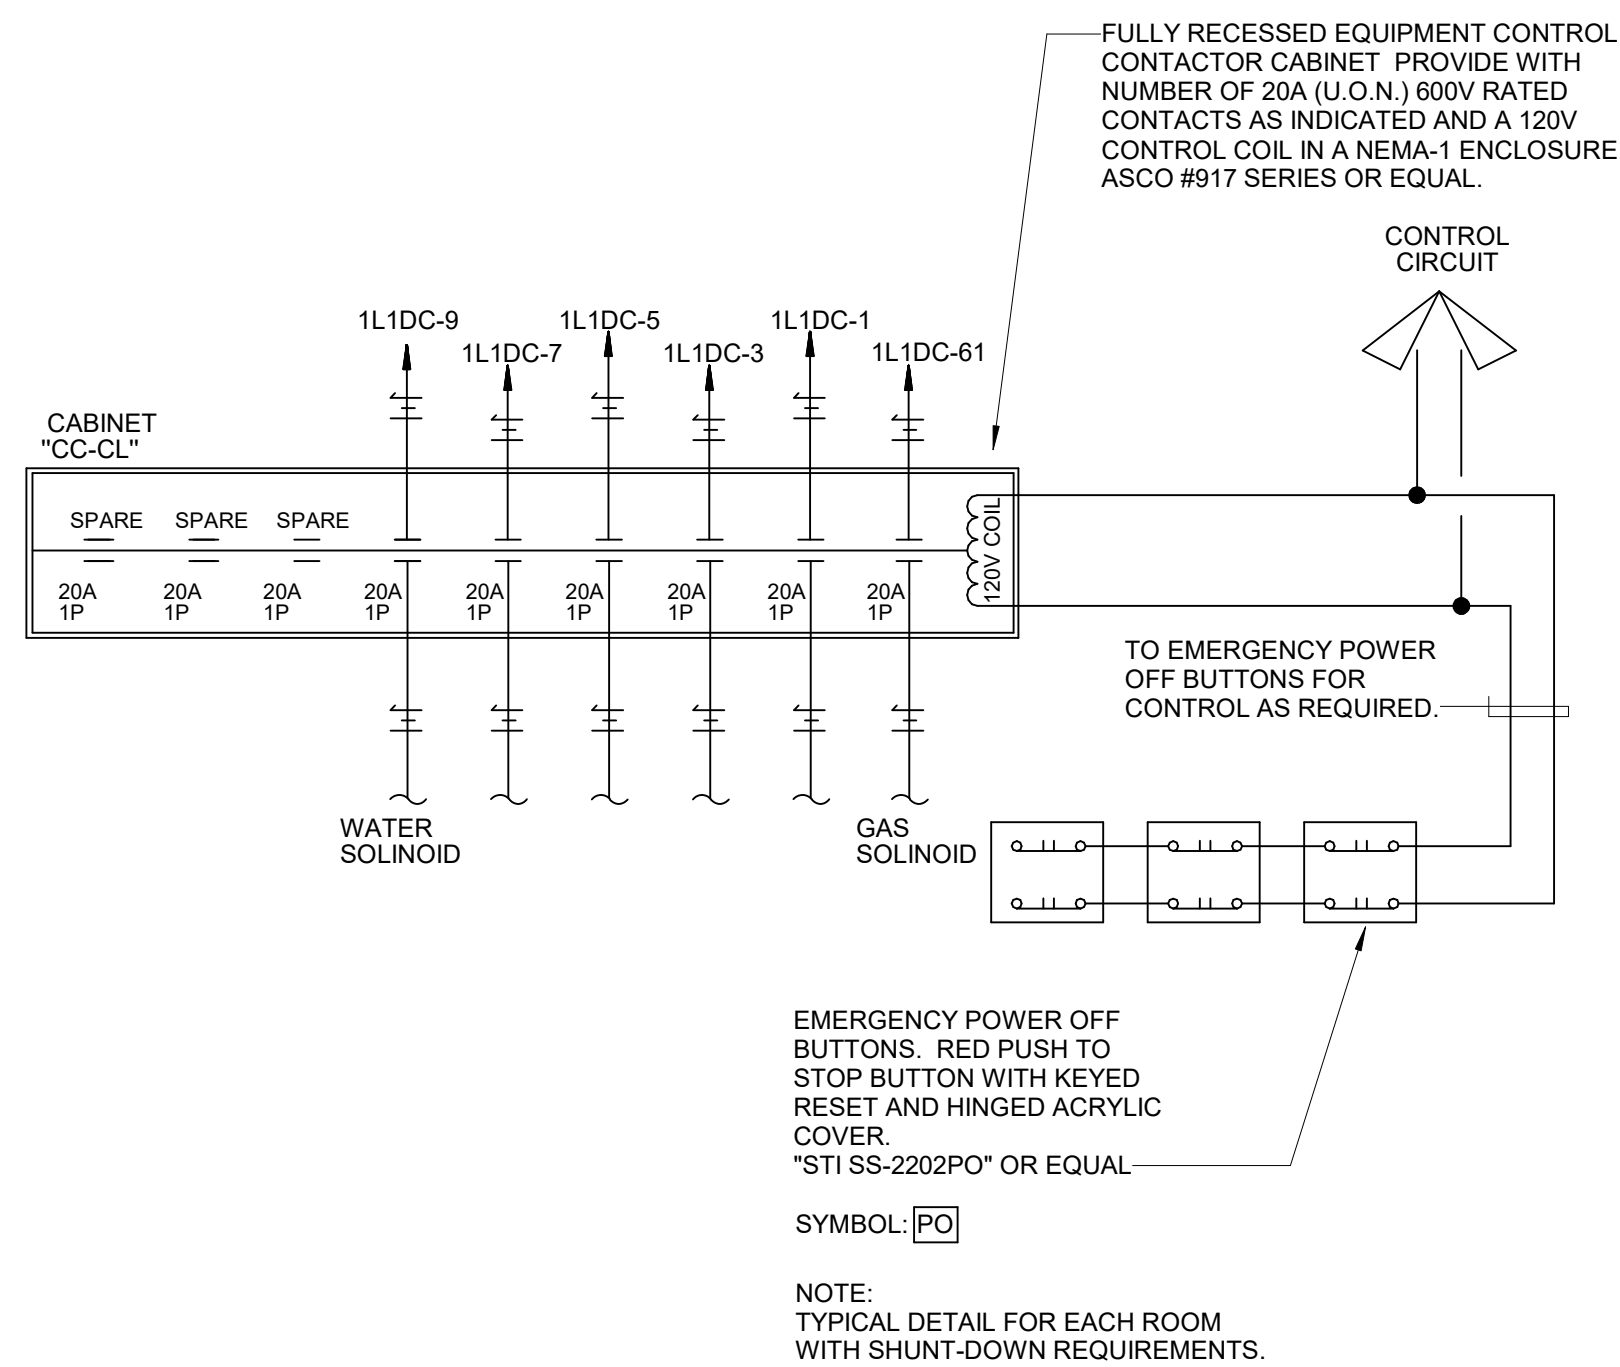 FULLY RECESSED EQUIPMENT CONTROL
CONTACTOR CABINET  PROVIDE WITH
NUMBER OF 20A (U.O.N.) 600V RATED
CONTACTS AS INDICATED AND A 120V
CONTROL COIL IN A NEMA-1 ENCLOSURE
ASCO #917 SERIES OR EQUAL.
CONTROL
CIRCUIT
1L1DC-9
1L1DC-7
1L1DC-5
1L1DC-3
1L1DC-1
1L1DC-61
CABINET
"CC-CL"
SPARE
SPARE
SPARE
120V COIL
20A
1P
20A
1P
20A
1P
20A
1P
20A
1P
20A
1P
20A
1P
20A
1P
20A
1P
TO EMERGENCY POWER
OFF BUTTONS FOR
CONTROL AS REQUIRED.
WATER
SOLINOID
GAS
SOLINOID
EMERGENCY POWER OFF
BUTTONS.  RED PUSH TO
STOP BUTTON WITH KEYED
RESET AND HINGED ACRYLIC
COVER.
"STI SS-2202PO" OR EQUAL
SYMBOL: PO
NOTE:
TYPICAL DETAIL FOR EACH ROOM
WITH SHUNT-DOWN REQUIREMENTS.